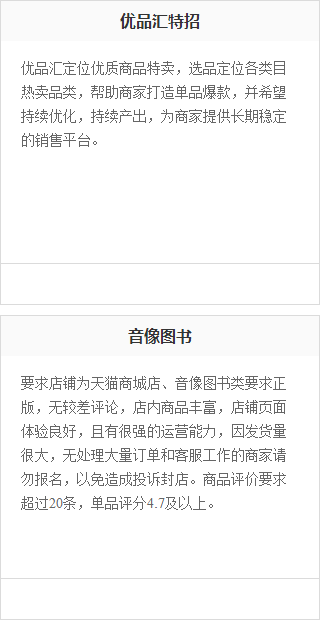 优品汇特招
优品汇定位优质商品特卖，选品定位各类目
热卖品类，帮助商家打造单品爆款，并希望
持续优化，持续产出，为商家提供长期稳定
的销售平台。
音像图书
要求店铺为天猫商城店、音像图书类要求正
版，无较差评论，店内商品丰富，店铺页面
体验良好，且有很强的运营能力，因发货量
很大，无处理大量订单和客服工作的商家请
勿报名，以免造成投诉封店。商品评价要求
超过20条，单品评分4.7及以上。